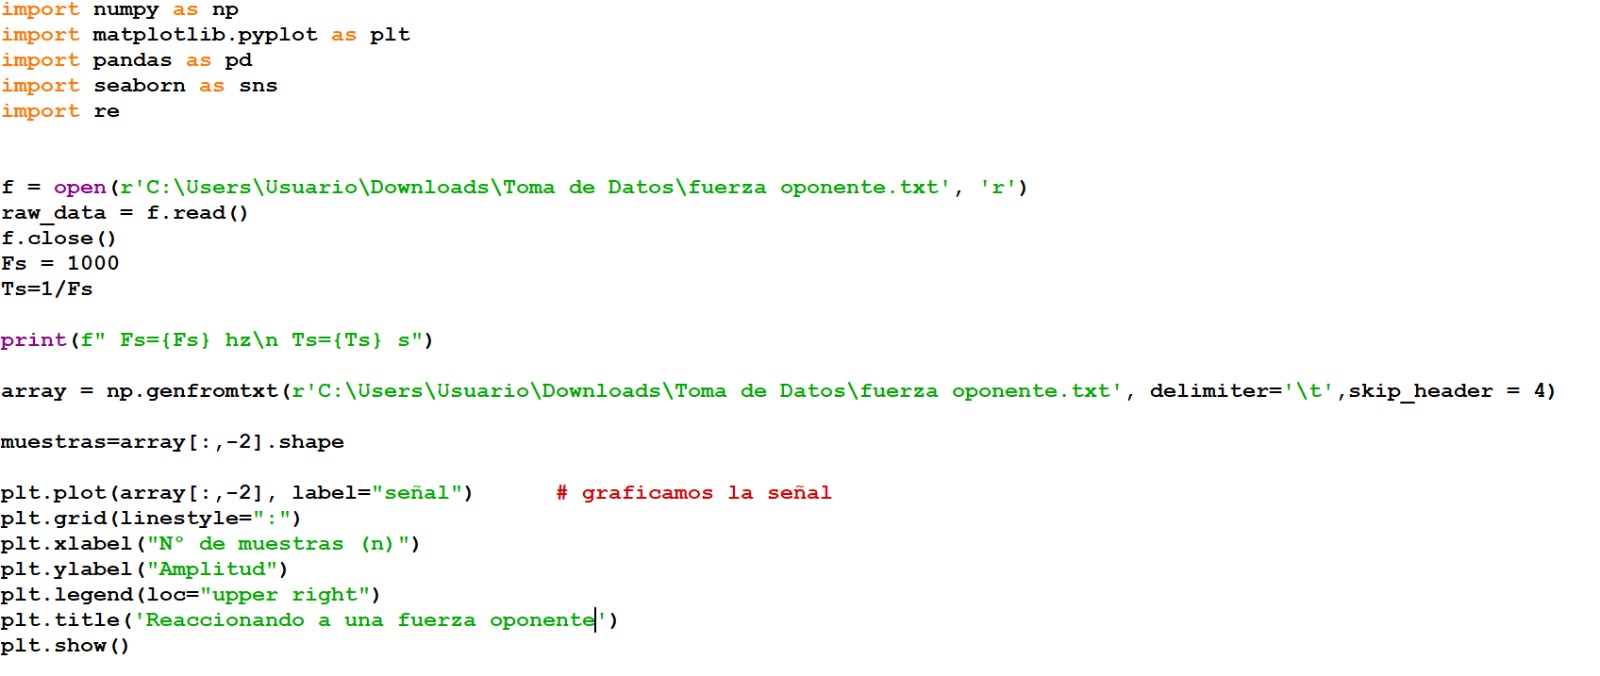 import numpy as np
import matplotlib.pyplot as plt
import pandas as pd
import seaborn as sns
import re
f = open(r'C:\Users\Usuario\Downloads\Toma de Datos\fuerza oponente.txt', 'r')
raw_data = f.read()
f.close()
Fs = 1000
Ts=1/Fs
print(f" Fs={Fs} hz\n Ts={Ts} s")
array = np.genfromtxt(r'C:\Users\Usuario\Downloads\Toma de Datos\fuerza oponente.txt', delimiter='\t',skip_header = 4)
muestras=array[:,-2].shape
plt.plot(array[:,-2], label="señal")      # graficamos la señal
plt.grid(linestyle=":")
plt.xlabel("N° de muestras (n)")
plt.ylabel("Amplitud")
plt.legend(loc="upper right")
plt.title('Reaccionando a una fuerza oponente')
plt.show()